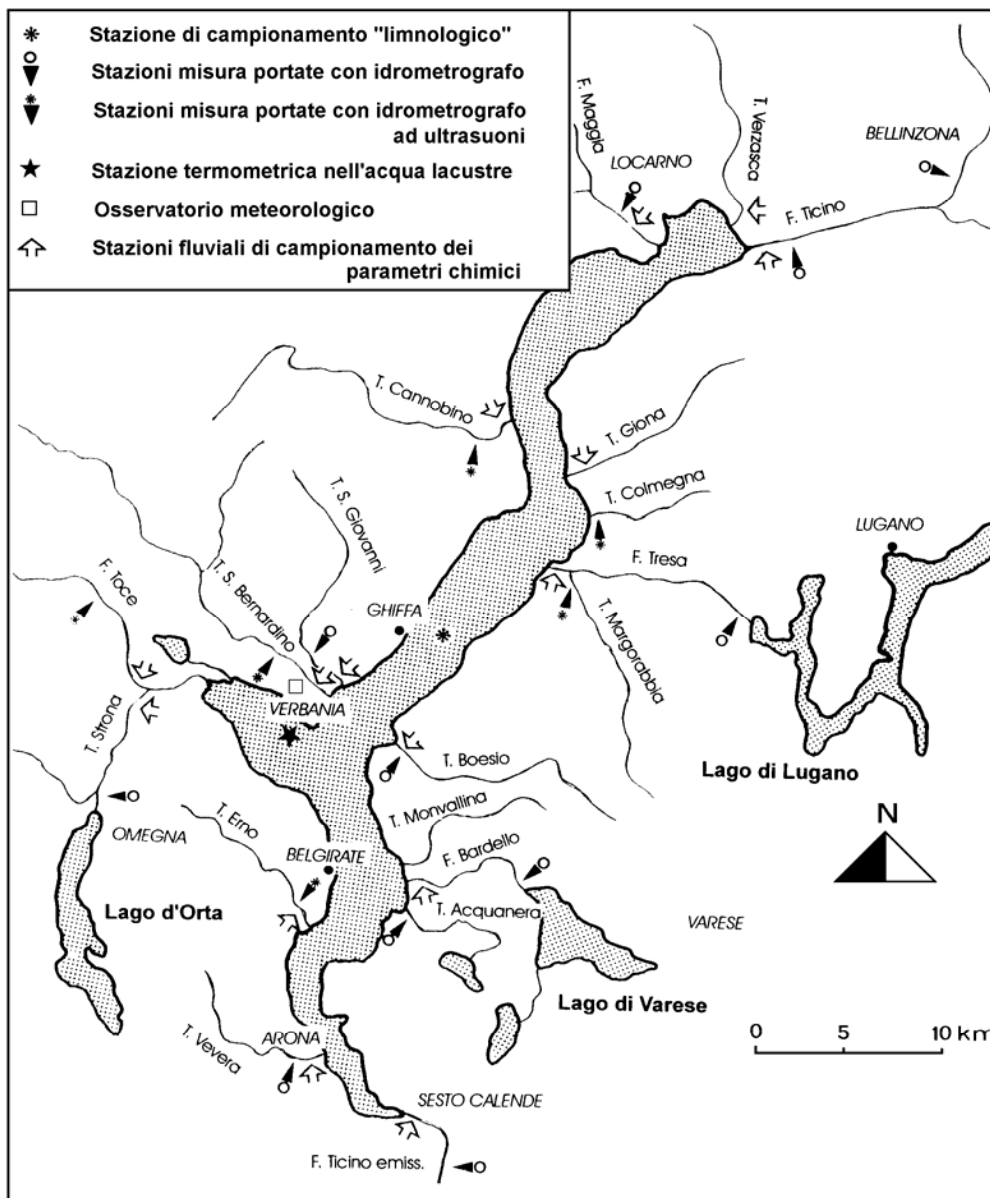 Stazione di campionamento "limnologico"
Stazioni misura portate con idrometrografo
Stazioni misura portate con idrometrografo
ad ultrasuoni
Stazione termometrica nell'acqua lacustre
Osservatorio meteorologico
Stazioni fluviali di campionamento dei
parametri chimici
F. Maggia
LOCARNO
T. Verzasca
BELLINZONA
F. Ticino
T. Cannobino
T. Giona
T. Colmegna
LUGANO
T. S. Giovanni
F. Toce
T. S. Bernardino
GHIFFA
F. Tresa
T. Margorabbia
VERBANIA
T. Strona
T. Boesio
Lago di Lugano
T. Monvallina
N
T. Erno
OMEGNA
BELGIRATE
F. Bardello
Lago d'Orta
T. Acquanera
VARESE
Lago di Varese
ARONA
T. Vevera
0 5 10 km
SESTO CALENDE
F. Ticino emiss.